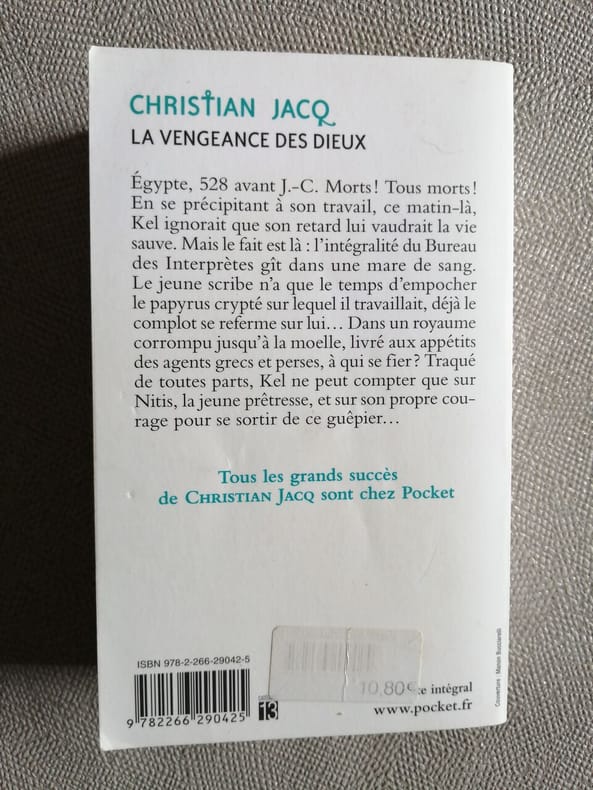 CHRISTIAN JACQ
LA VENGEANCE DES DIEUX
Égypte, 528 avant J.-C. Morts ! Tous morts !
En se précipitant à son travail, ce matin-là,
Kel ignorait que son retard lui vaudrait la vie
sauve. Mais le fait est là : l'intégralité du Bureau
des Interprètes gît dans une mare de sang.
Le jeune scribe n'a que le temps d'empocher
le papyrus crypté sur lequel il travaillait, déjà le
complot se referme sur lui... Dans un royaume
corrompu jusqu'à la moelle, livré aux appétits
des agents grecs et perses, à qui se fier ? Traqué
de toutes parts, Kel ne peut compter que sur
Nitis, la jeune prêtresse, et sur son propre cou-
rage pour se sortir de ce guêpier...
Tous les grands succès
de CHRISTIAN JACQ sont chez Pocket
ISBN 978-2-266-29042-5
9 782266 290425
13
10,80€
intégral
www.pocket.fr
Couverture : Manon Bucciarelli